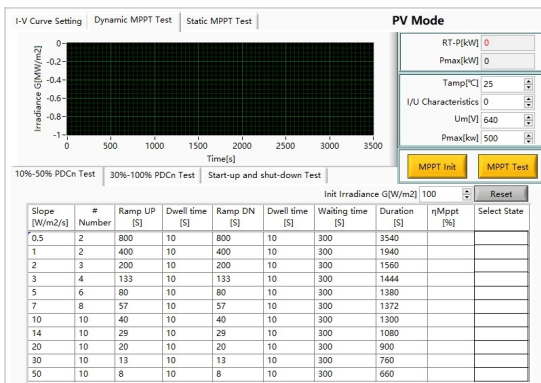 I-V Curve Setting Dynamic MPPT Test Static MPPT Test PV Mode
RT-P[kW] 0
Pmax[kW] 0
Tamp[℃] 25
I/U Characteristics 0
Um[V] 640
Pmax[kw] 500
MPPT Init MPPT Test
Irradiance G[MW/m2]
0-
-0.2-
-0.4-
-0.6-
-0.8-
-1-
0 500 1000 1500 2000 2500 3000 3500
Time[s]
10%-50% PDCn Test 30%-100% PDCn Test Start-up and shut-down Test
Init Irradiance G[W/m2] 100 Reset
Slope # Ramp UP Dwell time Ramp DN Dwell time Waiting time Duration ηMppt Select State
[W/m2/s] Number [S] [S] [S] [S] [S] [S] [%]
0.5 2 800 10 800 10 300 3540
1 2 400 10 400 10 300 1940
2 3 200 10 200 10 300 1560
3 4 133 10 133 10 300 1444
5 6 80 10 80 10 300 1380
7 8 57 10 57 10 300 1372
10 10 40 10 40 10 300 1300
14 10 29 10 29 10 300 1080
20 10 20 10 20 10 300 900
30 10 13 10 13 10 300 760
50 10 8 10 8 10 300 660